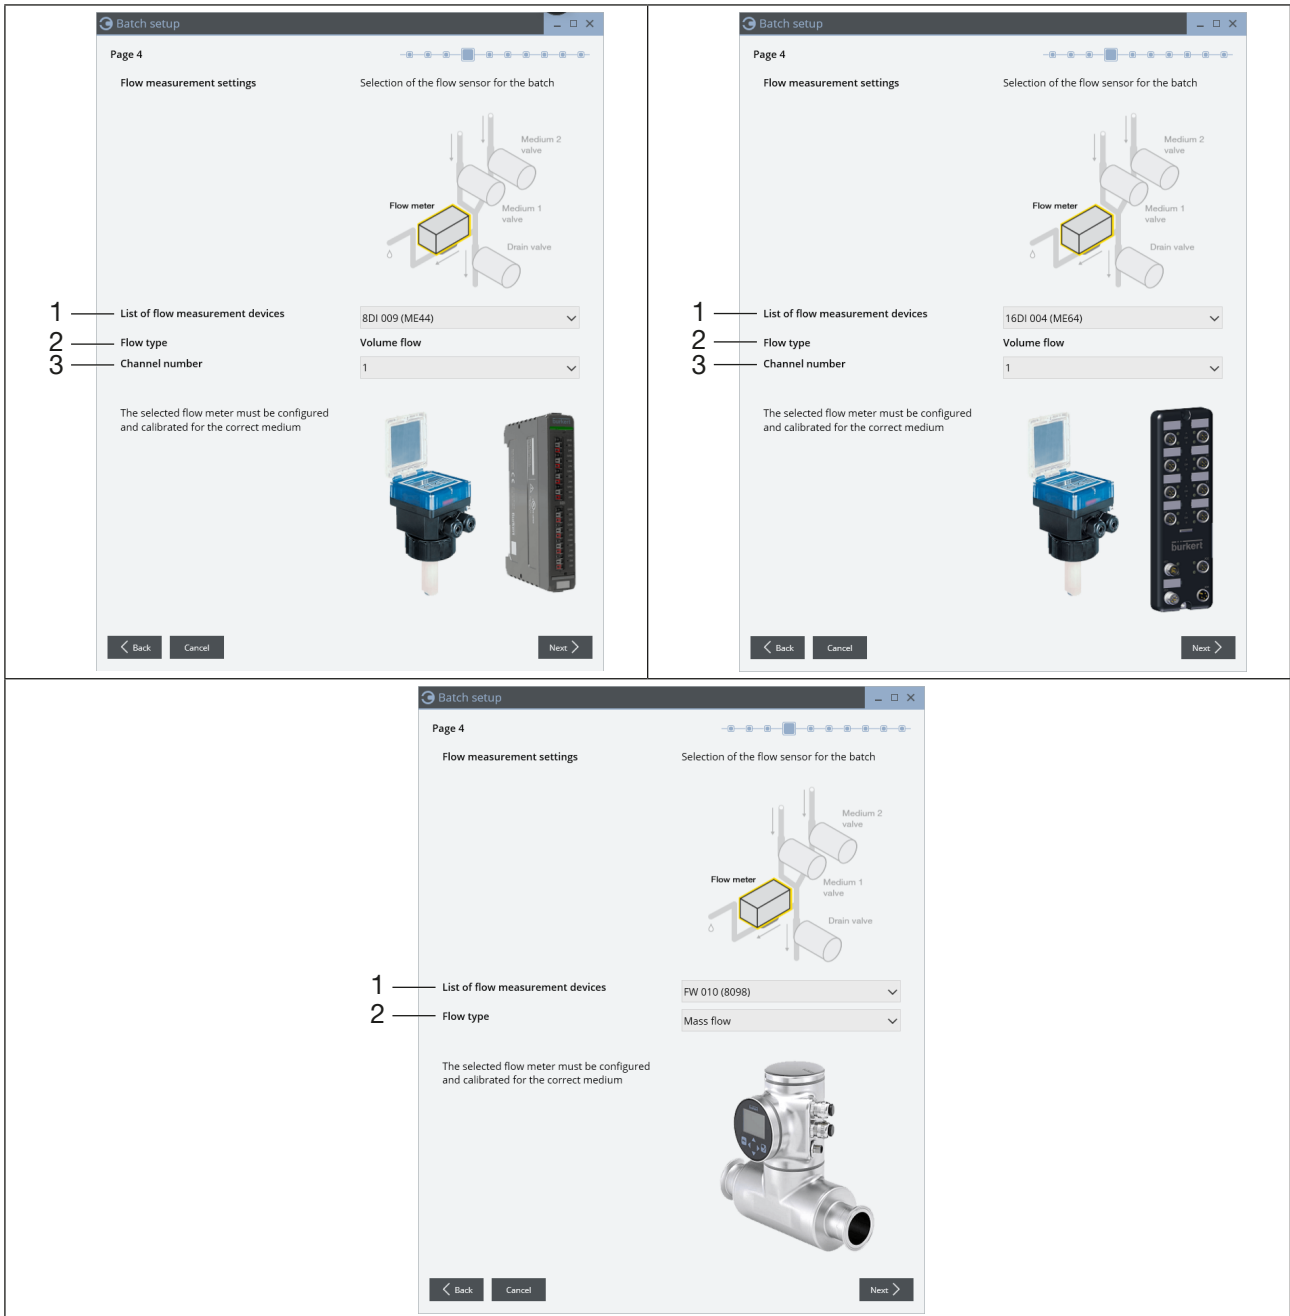 Batch setup
Page 4
Flow measurement settings
Selection of the flow sensor for the batch
Medium 2
valve
Flow meter
Medium 1
valve
Drain valve
1
List of flow measurement devices
8DI 009 (ME44)
2
Flow type
Volume flow
3
Channel number
1
The selected flow meter must be configured
and calibrated for the correct medium
Back
Cancel
Next
Batch setup
Page 4
Flow measurement settings
Selection of the flow sensor for the batch
Medium 2
valve
Flow meter
Medium 1
valve
Drain valve
1
List of flow measurement devices
16DI 004 (ME64)
2
Flow type
Volume flow
3
Channel number
1
The selected flow meter must be configured
and calibrated for the correct medium
burkert
Back
Cancel
Next
Batch setup
Page 4
Flow measurement settings
Selection of the flow sensor for the batch
Medium 2
valve
Flow meter
Medium 1
valve
Drain valve
1
List of flow measurement devices
FW 010 (8098)
2
Flow type
Mass flow
The selected flow meter must be configured
and calibrated for the correct medium
Back
Cancel
Next